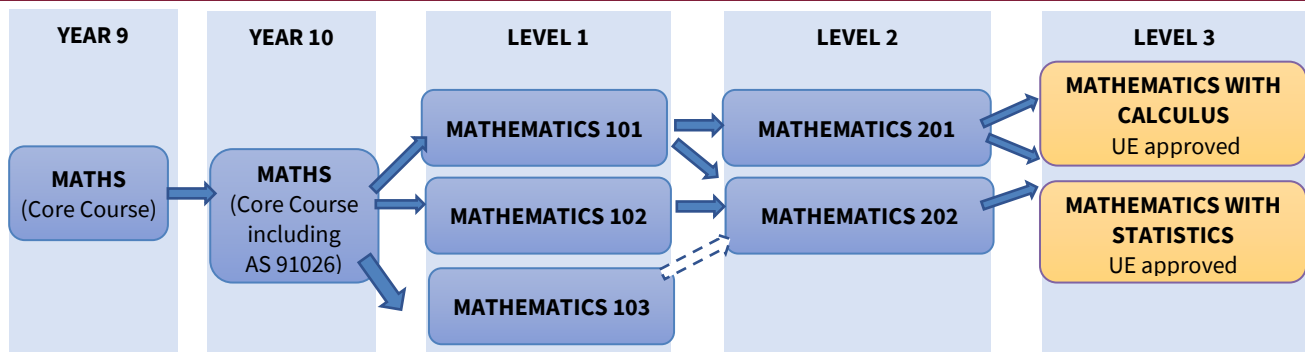 YEAR 9
YEAR 10
LEVEL 1
LEVEL 2
LEVEL 3
MATHS
(Core Course)
MATHS
(Core Course
including
AS 91026)
MATHEMATICS 101
MATHEMATICS 102
MATHEMATICS 103
MATHEMATICS 201
MATHEMATICS 202
MATHEMATICS WITH
CALCULUS
UE approved
MATHEMATICS WITH
STATISTICS
UE approved